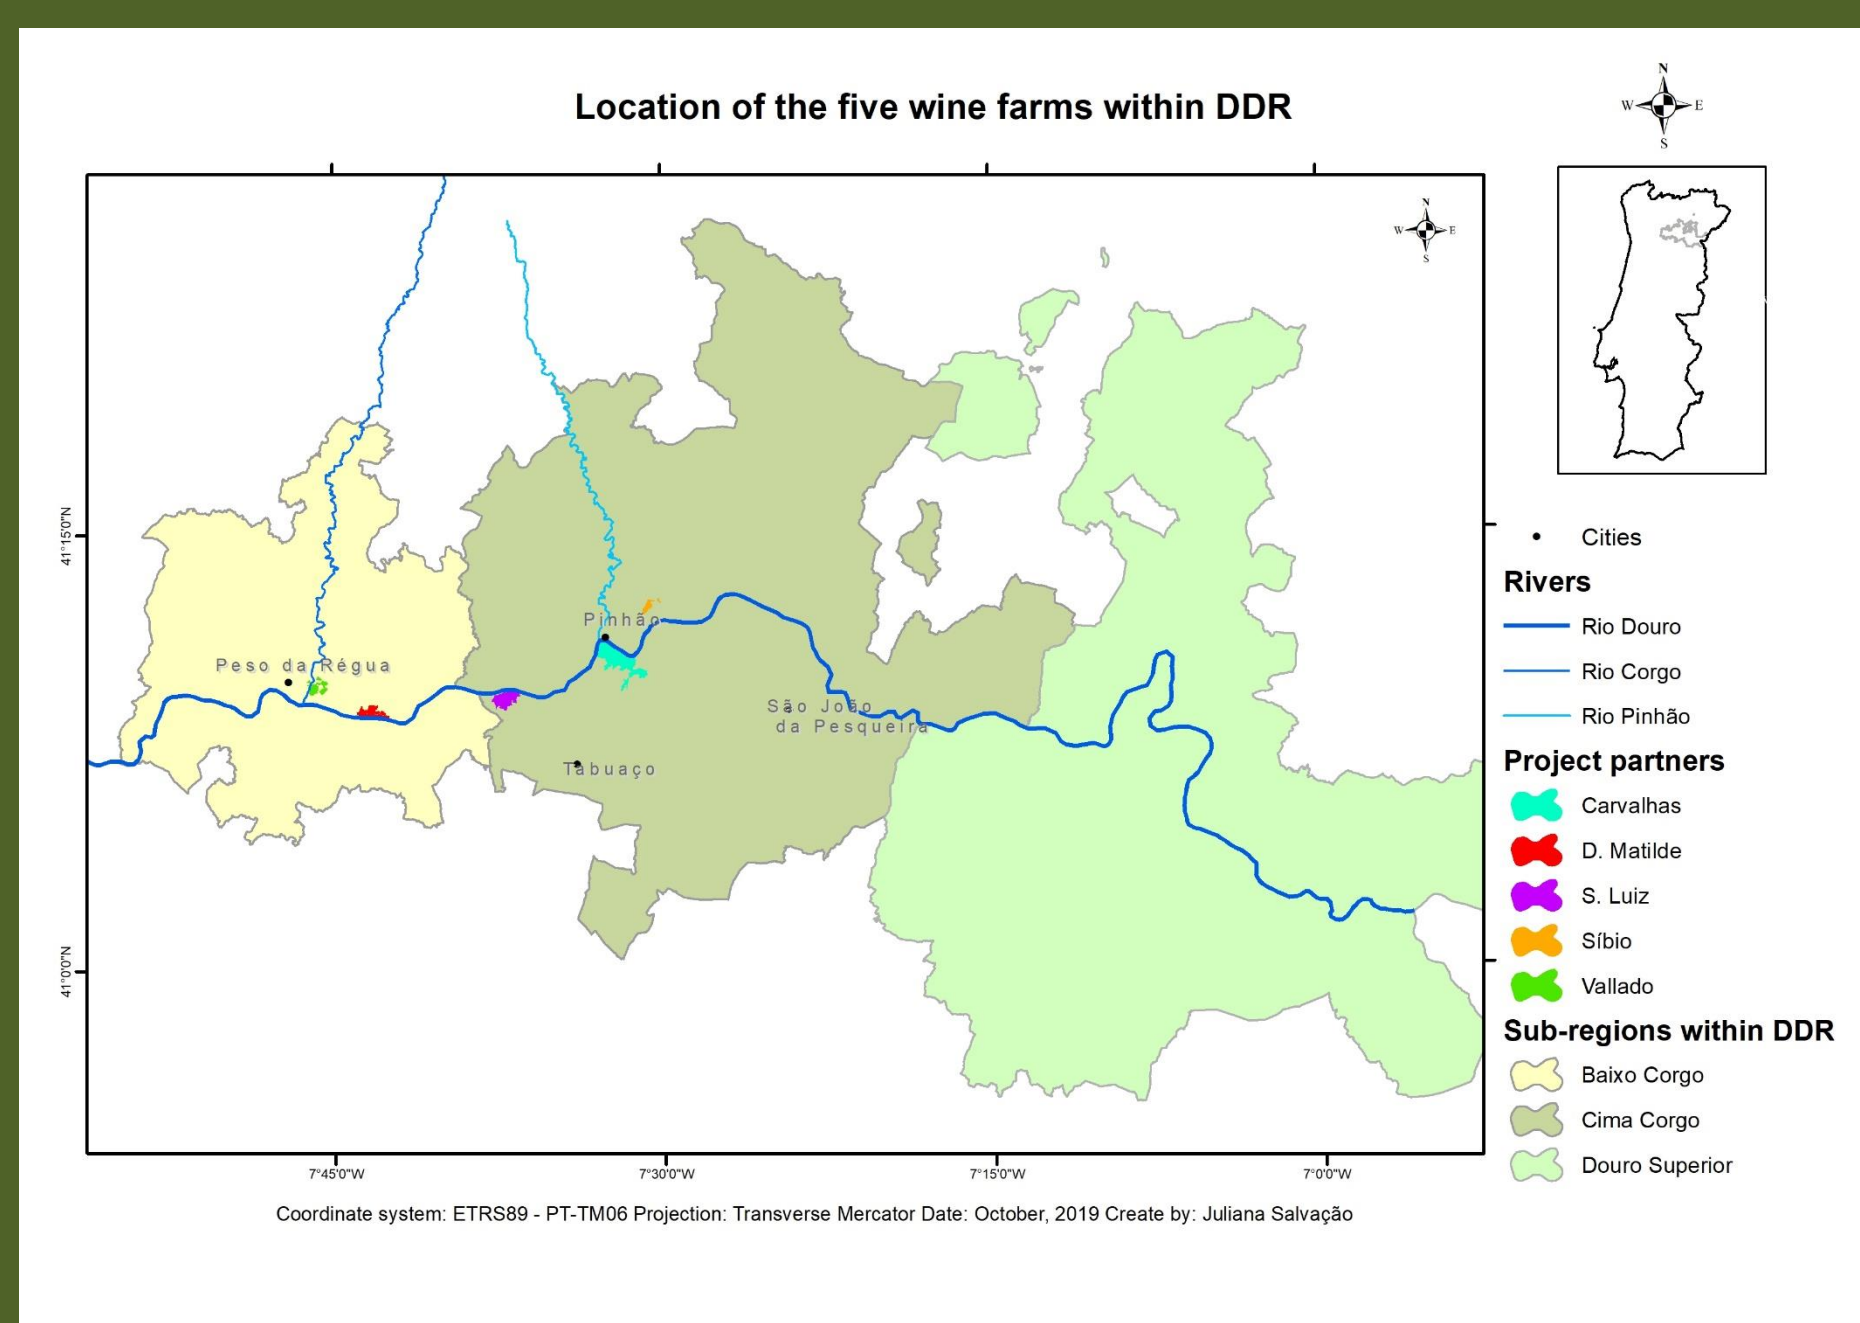 Location of the five wine farms within DDR
N
W E
S
N
W E
S
41°15'0"N
41°0'0"N
Pinhão
Peso da Régua
São João
da Pesqueira
Tabuaço
7°45'0"W
7°30'0"W
7°15'0"W
7°0'0"W
Cities
Rivers
Rio Douro
Rio Corgo
Rio Pinhão
Project partners
Carvalhas
D. Matilde
S. Luiz
Síbio
Vallado
Sub-regions within DDR
Baixo Corgo
Cima Corgo
Douro Superior
Coordinate system: ETRS89 - PT-TM06 Projection: Transverse Mercator Date: October, 2019 Create by: Juliana Salvação